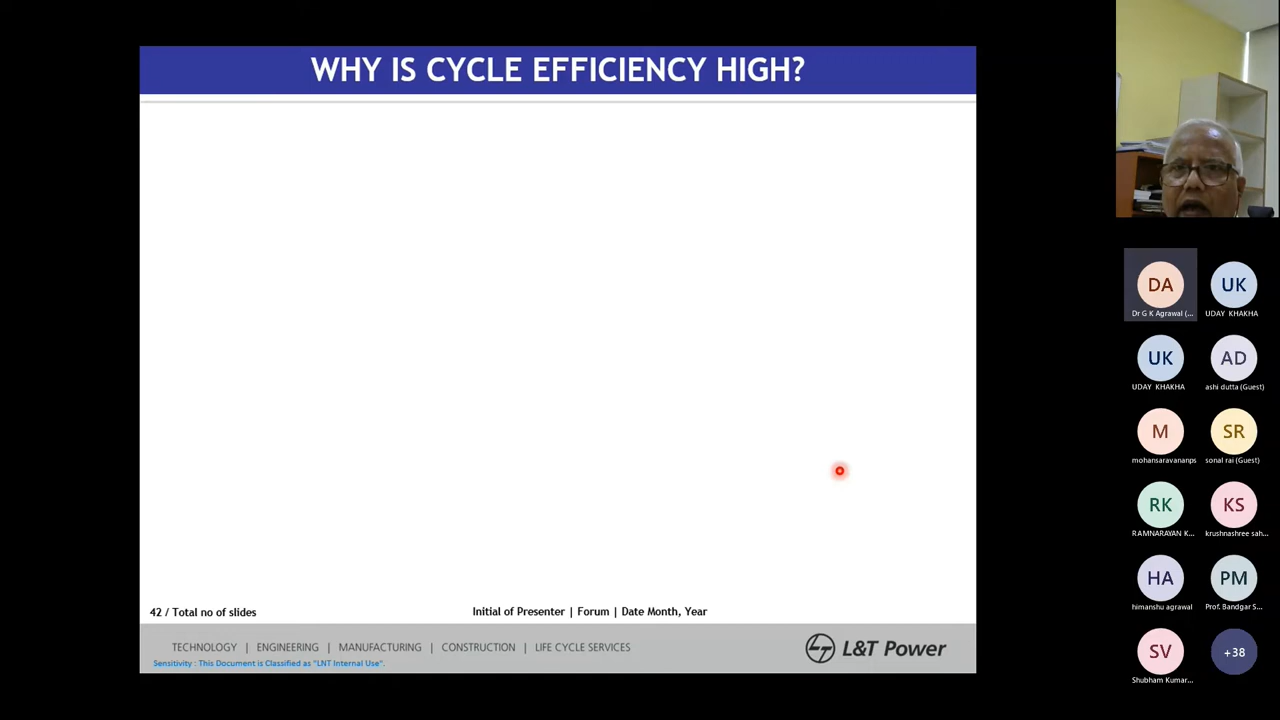 WHY IS CYCLE EFFICIENCY HIGH?
42 / Total no of slides
Initial of Presenter | Forum | Date Month, Year
TECHNOLOGY | ENGINEERING | MANUFACTURING | CONSTRUCTION | LIFE CYCLE SERVICES
Sensitivity : This Document is Classified as "LNT Internal Use".
L&T Power
DA
Dr G K Agrawal (...
UK
UDAY KHAKHA
UK
UDAY KHAKHA
AD
ashi dutta (Guest)
M
mohansaravananps
SR
sonal rai (Guest)
RK
RAMNARAYAN K...
KS
krushnashree sah...
HA
himanshu agrawal
PM
Prof. Bandgar S...
SV
Shubham Kumar...
+38